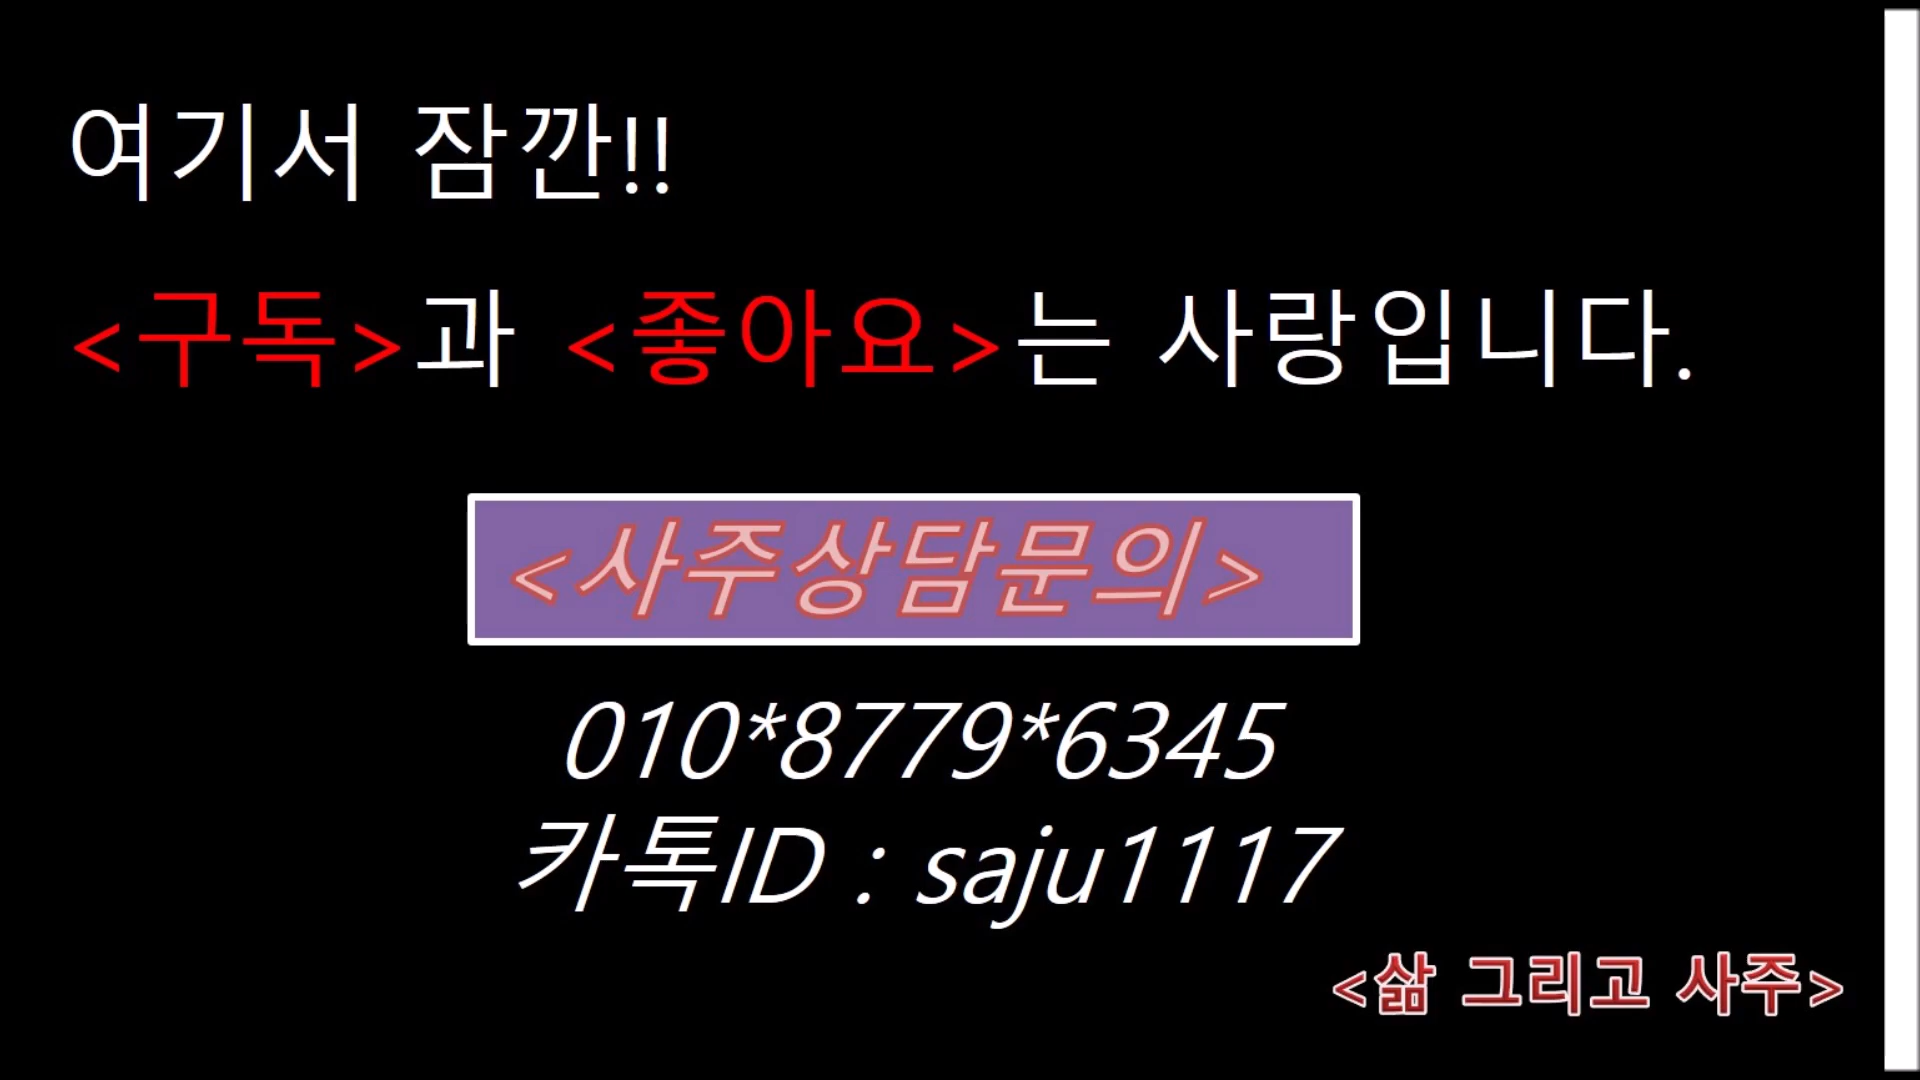 여기서 잠깐!!
<구독>과 <좋아요>는 사랑입니다.
<사주상담문의>
010*8779*6345
카톡ID : saju1117
<삶 그리고 사주>